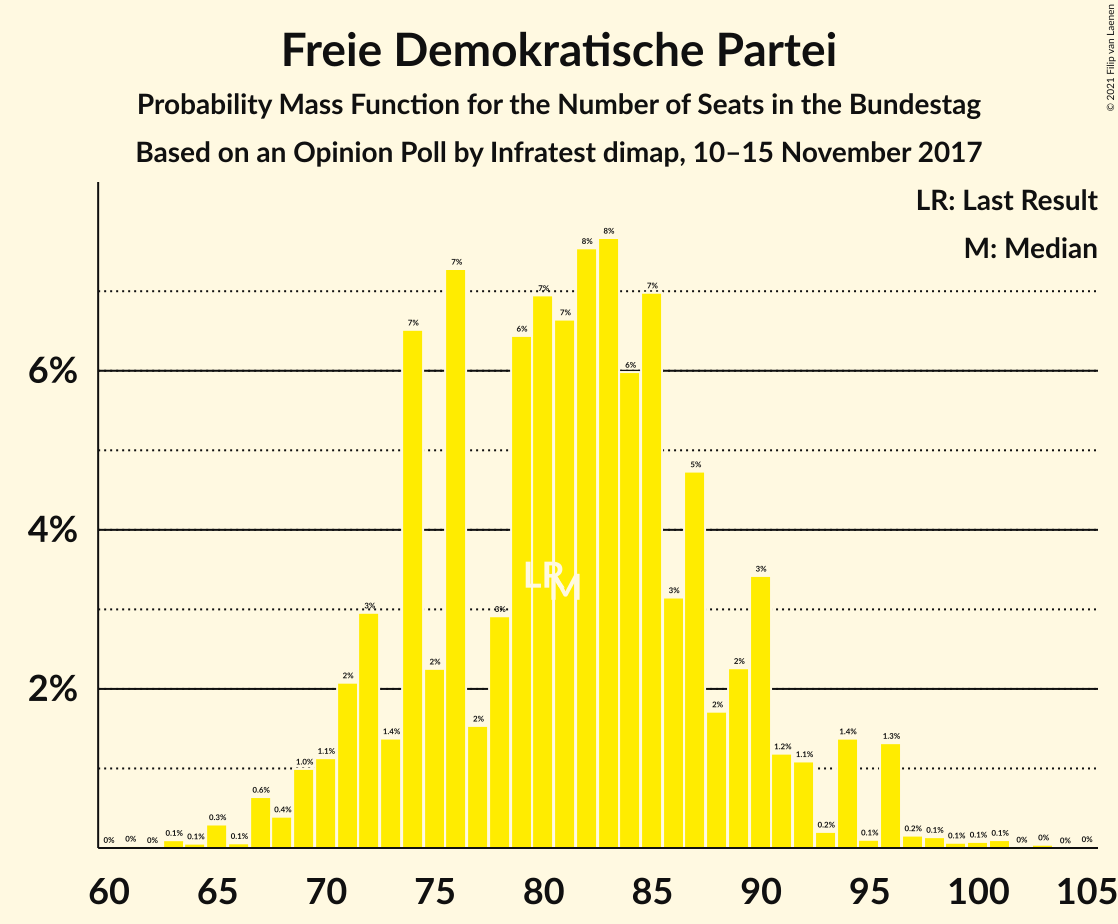 Freie Demokratische Partei
Probability Mass Function for the Number of Seats in the Bundestag
Based on an Opinion Poll by Infratest dimap, 10–15 November 2017
© 2021 Filip van Laenen
LR: Last Result
M: Median
6%
4%
2%
0% 0% 0% 0.1% 0.1% 0.3% 0.1% 0.6% 0.4% 1.0% 1.1% 2% 3% 1.4% 7% 2% 7% 2% 3% 6% 7% 7% 8% 8% 6% 7% 3% 5% 2% 2% 3% 1.2% 1.1% 0.2% 1.4% 0.1% 1.3% 0.2% 0.1% 0.1% 0.1% 0.1% 0% 0% 0% 0%
LR M
60 65 70 75 80 85 90 95 100 105